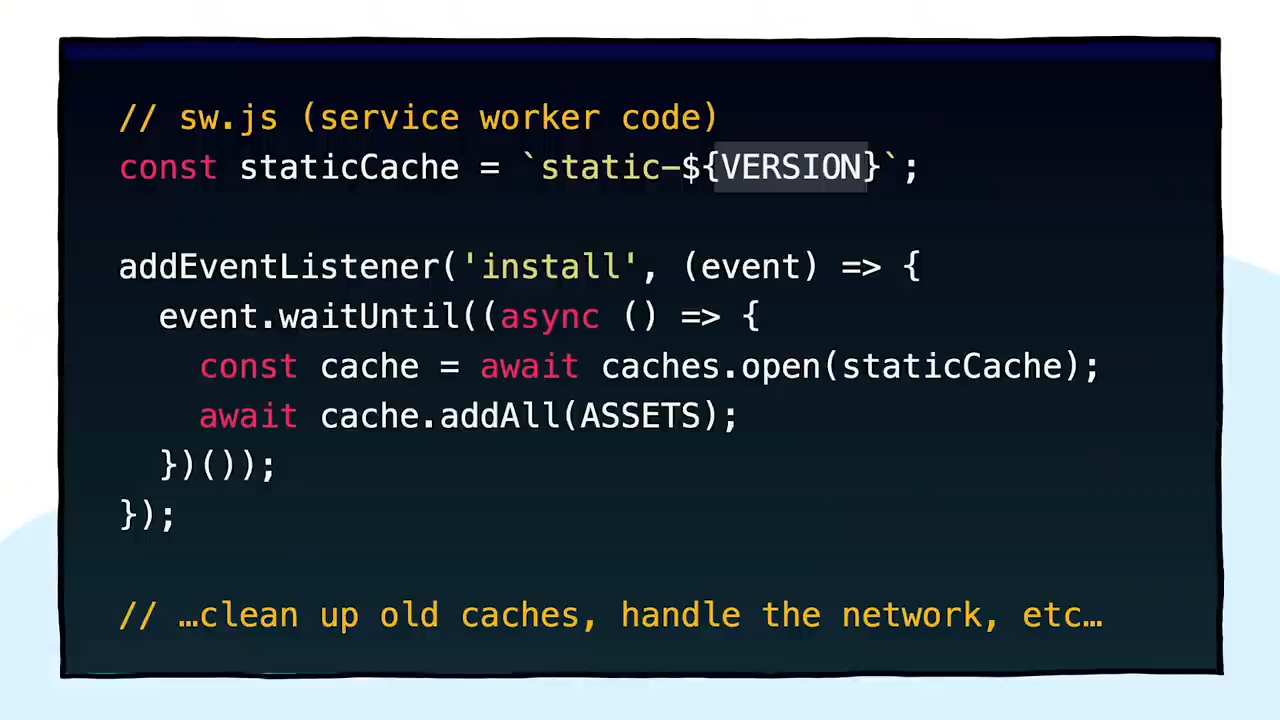 // sw.js (service worker code)
const staticCache = `static-${VERSION}`;
addEventListener('install', (event) => {
  event.waitUntil((async () => {
    const cache = await caches.open(staticCache);
    await cache.addAll(ASSETS);
  })());
});
// …clean up old caches, handle the network, etc…